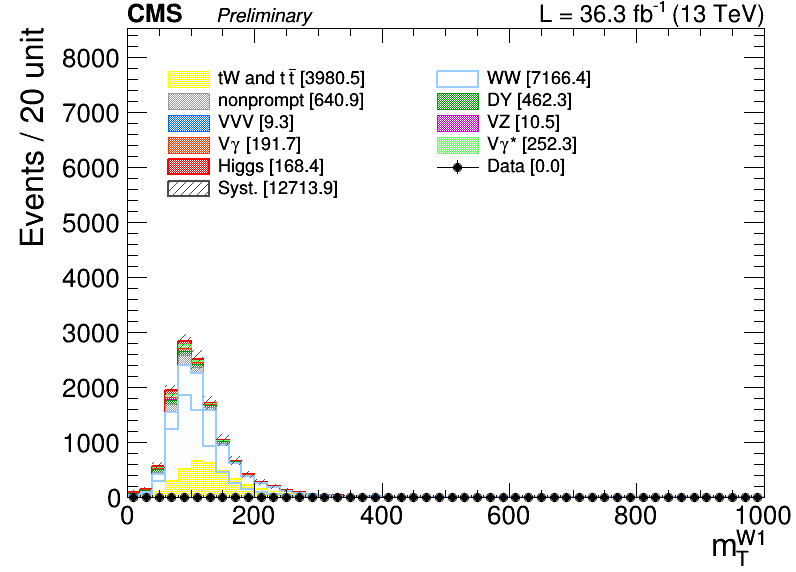 CMS Preliminary L = 36.3 fb⁻¹ (13 TeV)
Events / 20 unit
8000
7000
6000
5000
4000
3000
2000
1000
0
tW and tt̅ [3980.5] WW [7166.4]
nonprompt [640.9] DY [462.3]
VVV [9.3] VZ [10.5]
Vγ [191.7] Vγ* [252.3]
Higgs [168.4] Data [0.0]
Syst. [12713.9]
0 200 400 600 800 1000
m_T^W1